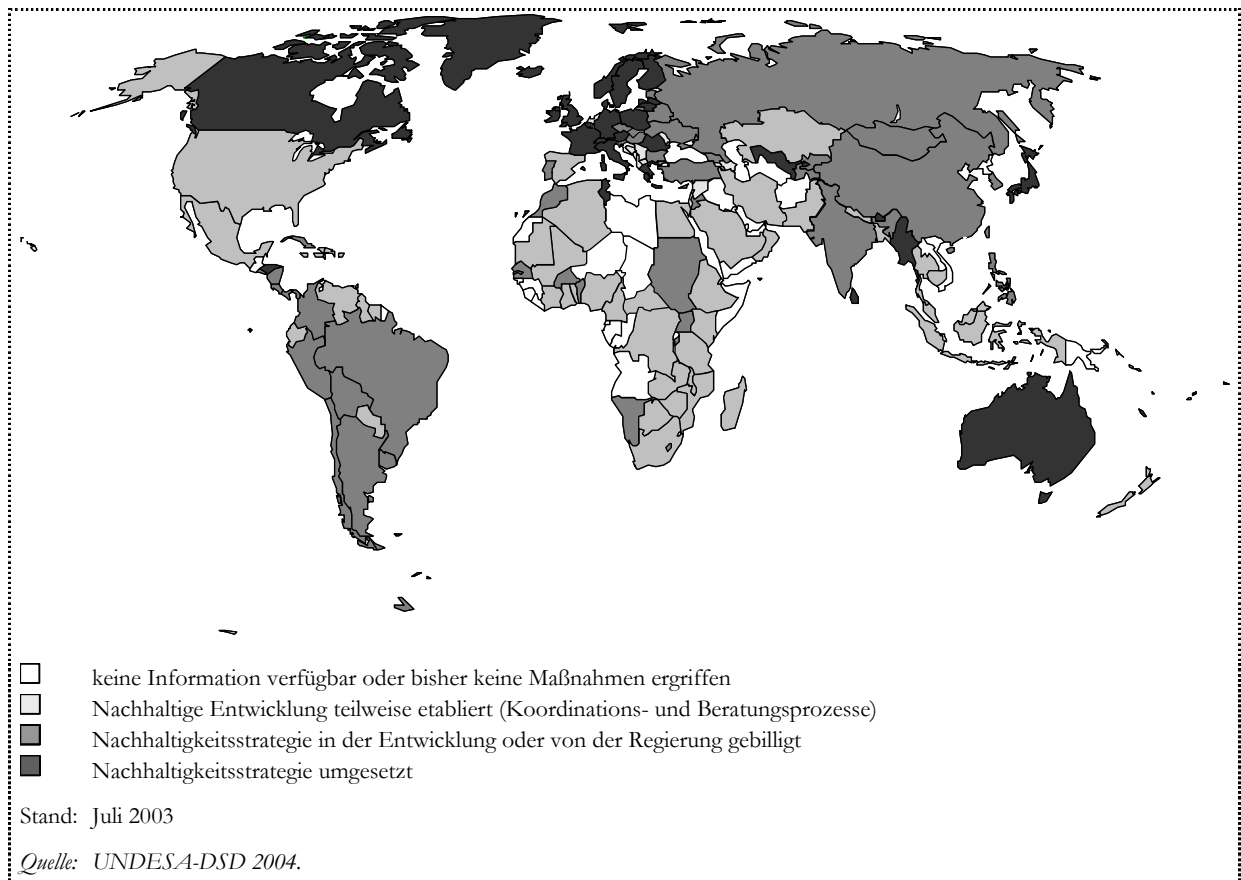 keine Information verfügbar oder bisher keine Maßnahmen ergriffen
Nachhaltige Entwicklung teilweise etabliert (Koordinations- und Beratungsprozesse)
Nachhaltigkeitsstrategie in der Entwicklung oder von der Regierung gebilligt
Nachhaltigkeitsstrategie umgesetzt
Stand: Juli 2003
Quelle: UNDESA-DSD 2004.